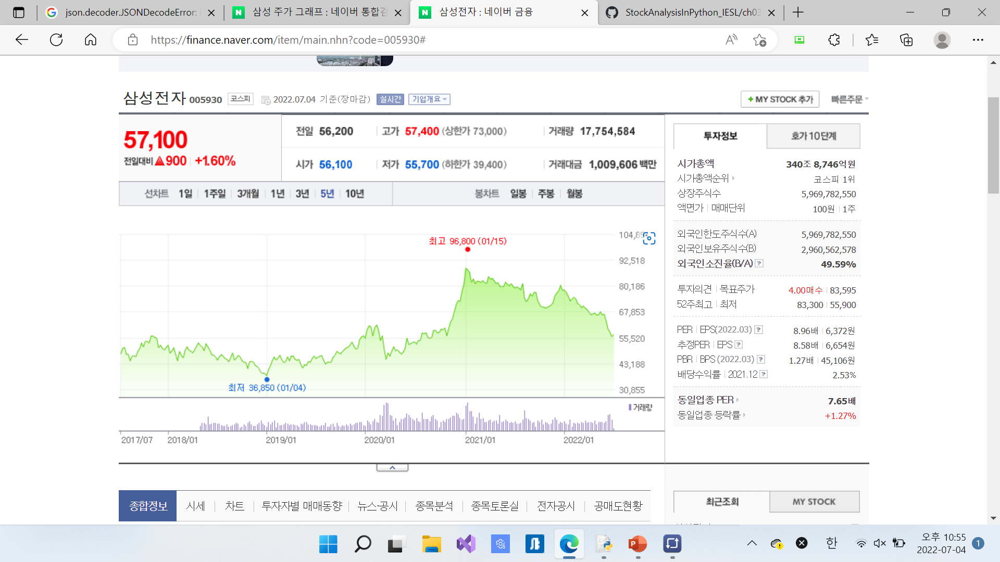 json.decoder.JSONDecodeError:
삼성 주가 그래프 : 네이버 통합검
삼성전자 : 네이버 금융
StockAnalysisInPython_IESL/ch03
https://finance.naver.com/item/main.nhn?code=005930#
삼성전자 005930 코스피 2022.07.04 기준(장마감) 실시간 기업개요
+ MY STOCK 추가 빠른주문
57,100
전일대비 ▲900 +1.60%
전일 56,200 고가 57,400 (상한가 73,000) 거래량 17,754,584
시가 56,100 저가 55,700 (하한가 39,400) 거래대금 1,009,606 백만
선차트 1일 1주일 3개월 1년 3년 5년 10년 봉차트 일봉 주봉 월봉
최고 96,800 (01/15)
92,518
80,186
67,853
55,520
43,188
30,855
최저 36,850 (01/04)
거래량
2017/07 2018/01 2019/01 2020/01 2021/01 2022/01
투자정보 호가 10단계
시가총액 340조 8,746억원
시가총액순위 코스피 1위
상장주식수 5,969,782,550
액면가 매매단위 100원 1주
외국인한도주식수(A) 5,969,782,550
외국인보유주식수(B) 2,960,562,578
외국인소진율(B/A) ? 49.59%
투자의견 목표주가 4.00매수 83,595
52주최고 최저 83,300 55,900
PER EPS(2022.03) ? 8.96배 6,372원
추정PER EPS ? 8.58배 6,654원
PBR BPS (2022.03) ? 1.27배 45,106원
배당수익률 2021.12 ? 2.53%
동일업종 PER 7.65배
동일업종 등락률 +1.27%
종합정보 시세 차트 투자자별 매매동향 뉴스·공시 종목분석 종목토론실 전자공시 공매도현황
최근조회 MY STOCK
한
오후 10:55
2022-07-04
1